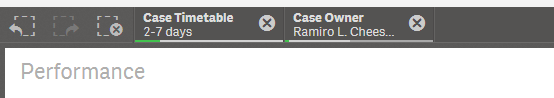 Case Timetable
2-7 days
Case Owner
Ramiro L. Chees...
Performance